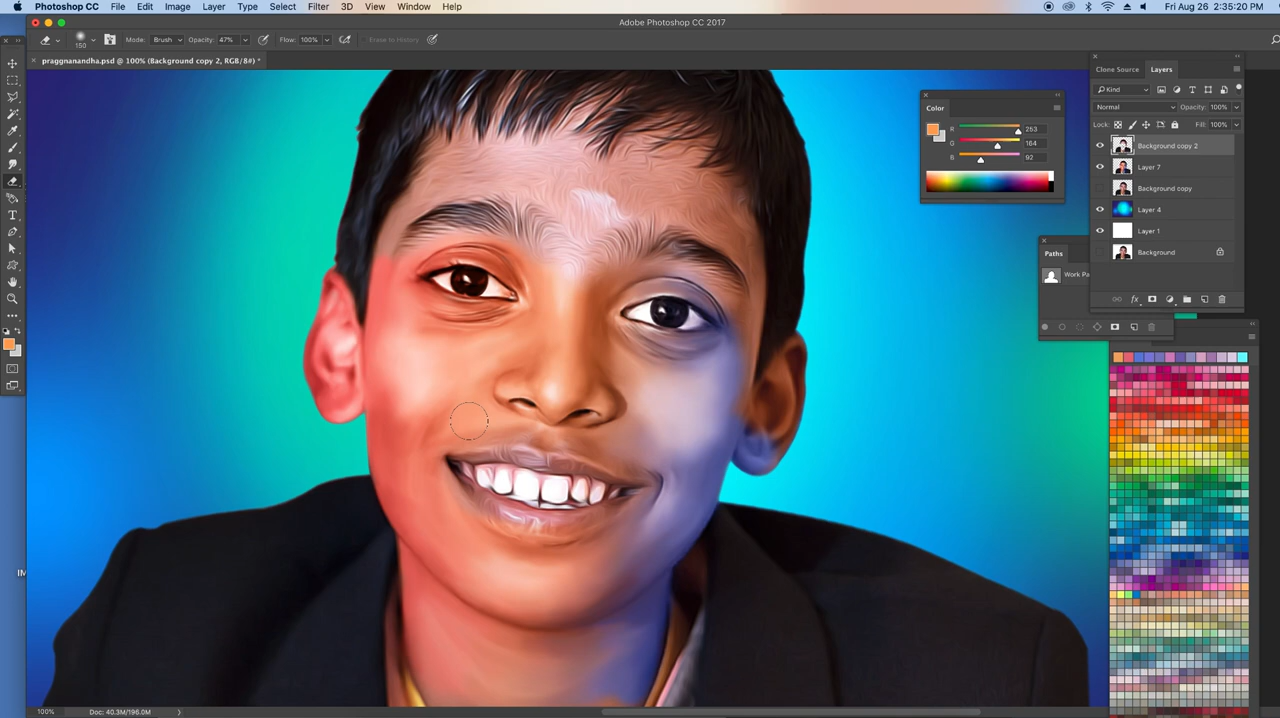 Photoshop CC File Edit Image Layer Type Select Filter 3D View Window Help Fri Aug 26 2:35:20 PM
Adobe Photoshop CC 2017
150 Mode: Brush Opacity: 47% Flow: 100% Erase to History
praggnanandha.psd @ 100% (Background copy 2, RGB/8#) *
Clone Source Layers
Kind
Color
Normal Opacity: 100%
Lock: Fill: 100%
R 253
G 164
B 92
Background copy 2
Layer 7
Background copy
Layer 4
Layer 1
Background
Paths
Work Pa
IM
100% Doc: 40.3M/196.0M